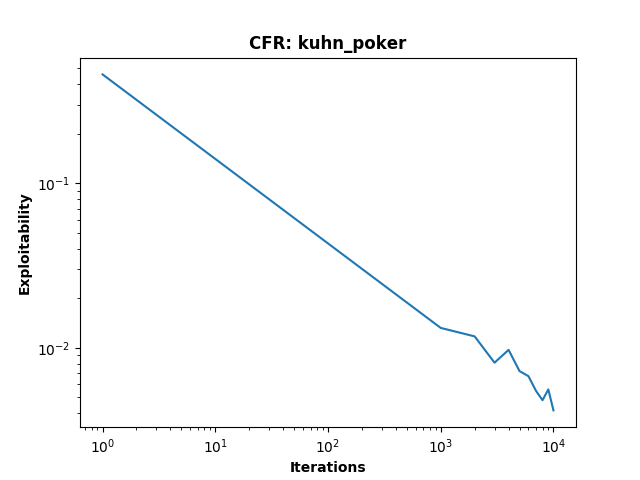 CFR: kuhn_poker
Exploitability
10⁻¹
10⁻²
10⁰ 10¹ 10² 10³ 10⁴
Iterations